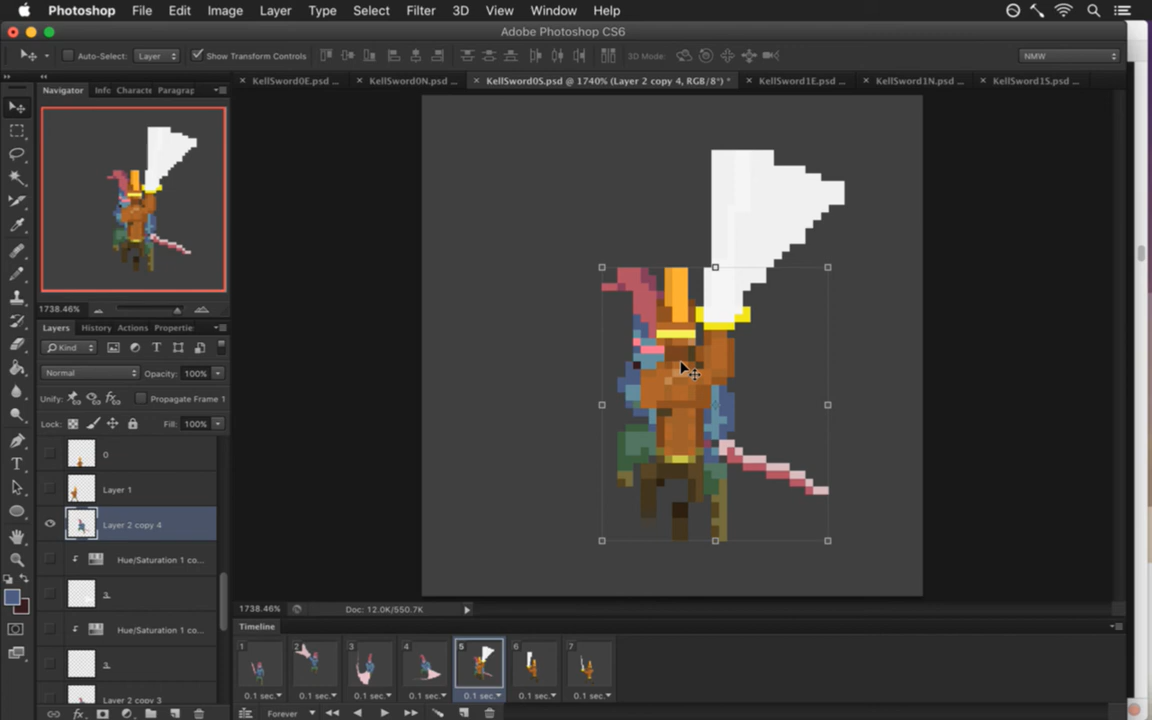 Photoshop File Edit Image Layer Type Select Filter 3D View Window Help
Adobe Photoshop CS6
Auto-Select: Layer Show Transform Controls 3D Mode: NMW
× KellSword0E.psd ... × KellSword0N.psd ... × KellSword0S.psd @ 1740% (Layer 2 copy 4, RGB/8*) * × KellSword1E.psd ... × KellSword1N.psd ... × KellSword1S.psd ...
Navigator Info Characte Paragrap
1738.46%
Layers History Actions Propertie
Kind
Normal Opacity: 100%
Unify: Propagate Frame 1
Lock: Fill: 100%
0
Layer 1
Layer 2 copy 4
Hue/Saturation 1 co...
3
Hue/Saturation 1 co...
3
Layer 2 copy 3
1738.46% Doc: 12.0K/550.7K
Timeline
1 2 3 4 5 6 7
0.1 sec. 0.1 sec. 0.1 sec. 0.1 sec. 0.1 sec. 0.1 sec. 0.1 sec.
Forever
fx